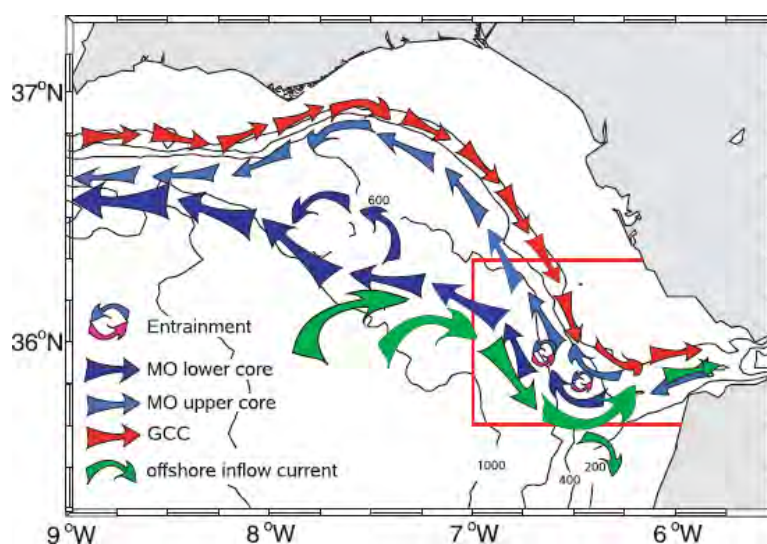 37°N
600
36°N
Entrainment
MO lower core
MO upper core
GCC
offshore inflow current
1000
400
200
9°W
8°W
7°W
6°W